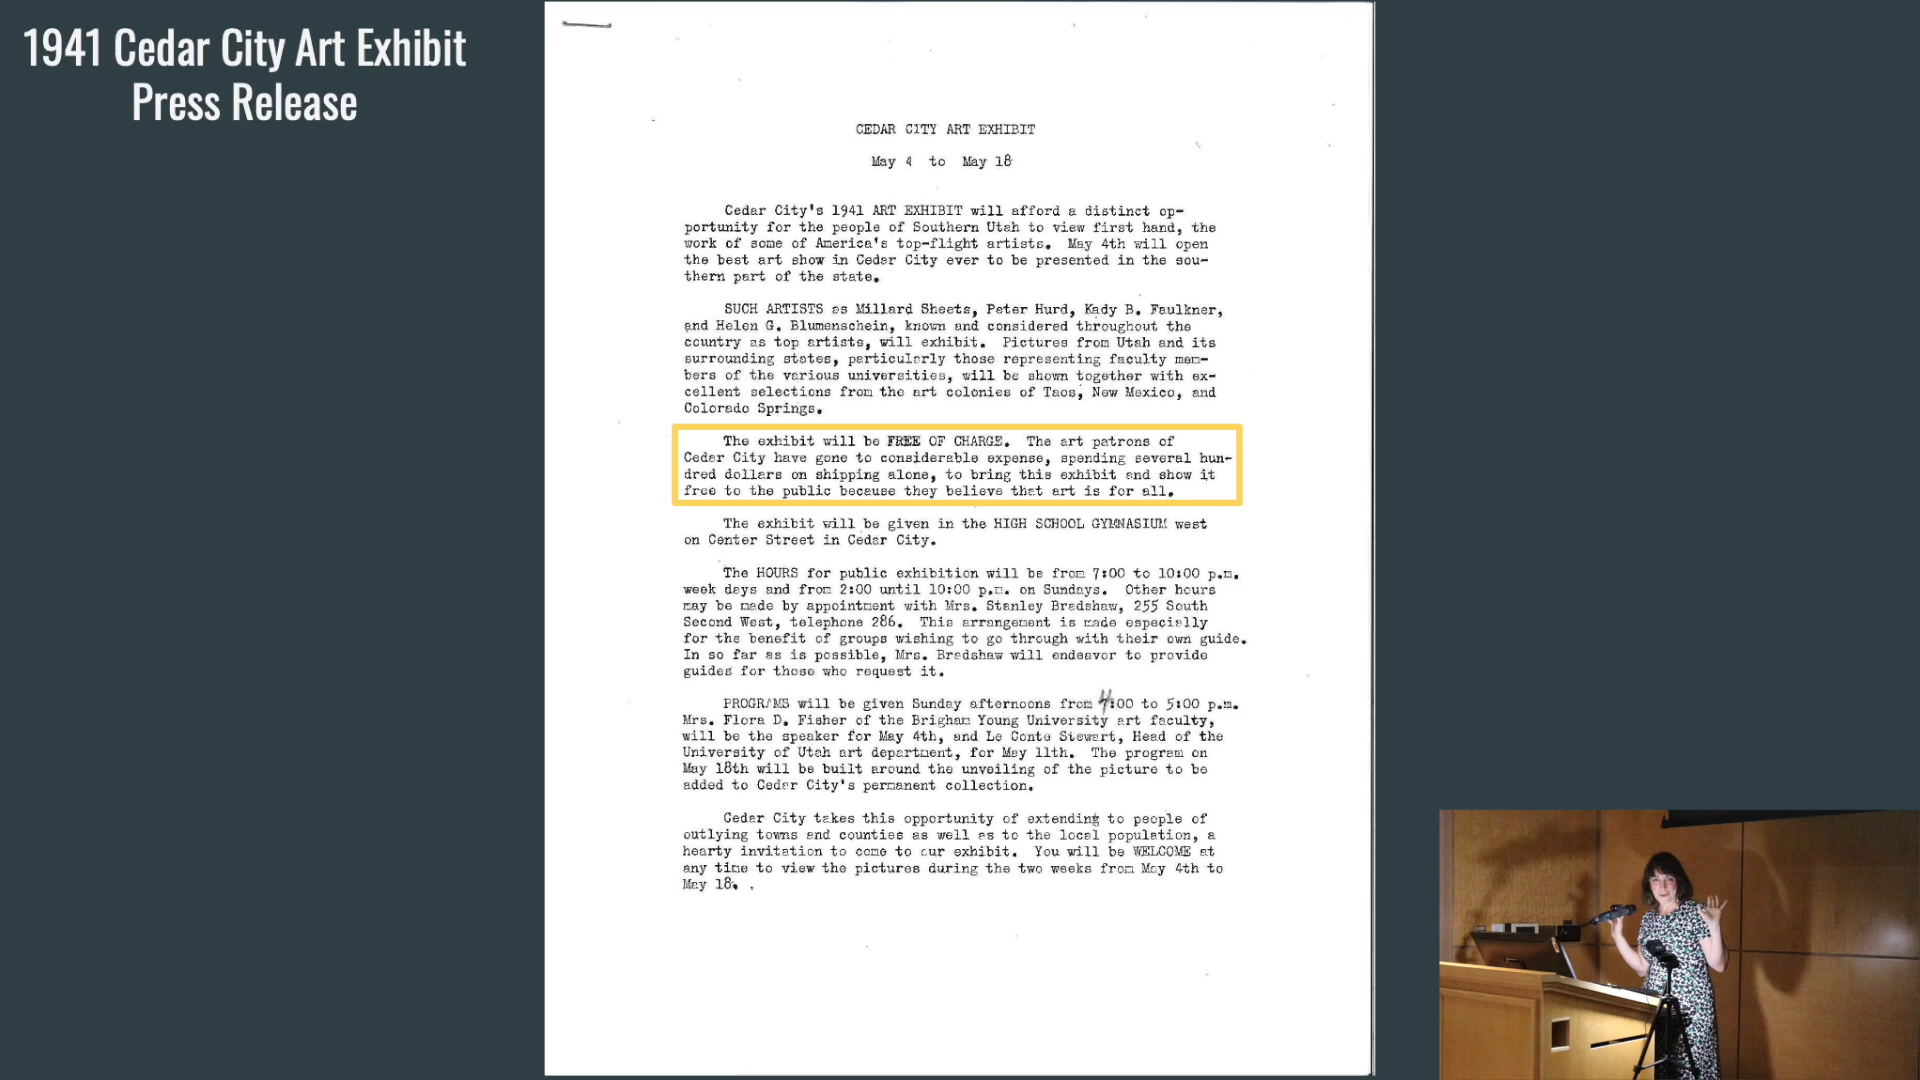 1941 Cedar City Art Exhibit
Press Release
CEDAR CITY ART EXHIBIT
May 4 to May 18
Cedar City's 1941 ART EXHIBIT will afford a distinct op-
portunity for the people of Southern Utah to view first hand, the
work of some of America's top-flight artists. May 4th will open
the best art show in Cedar City ever to be presented in the sou-
thern part of the state.
SUCH ARTISTS as Millard Sheets, Peter Hurd, Kady B. Faulkner,
and Helen G. Blumenschein, known and considered throughout the
country as top artists, will exhibit. Pictures from Utah and its
surrounding states, particularly those representing faculty mem-
bers of the various universities, will be shown together with ex-
cellent selections from the art colonies of Taos, New Mexico, and
Colorado Springs.
The exhibit will be FREE OF CHARGE. The art patrons of
Cedar City have gone to considerable expense, spending several hun-
dred dollars on shipping alone, to bring this exhibit and show it
free to the public because they believe that art is for all.
The exhibit will be given in the HIGH SCHOOL GYMNASIUM west
on Center Street in Cedar City.
The HOURS for public exhibition will be from 7:00 to 10:00 p.m.
week days and from 2:00 until 10:00 p.m. on Sundays. Other hours
may be made by appointment with Mrs. Stanley Bradshaw, 255 South
Second West, telephone 286. This arrangement is made especially
for the benefit of groups wishing to go through with their own guide.
In so far as is possible, Mrs. Bradshaw will endeavor to provide
guides for those who request it.
PROGRAMS will be given Sunday afternoons from 4:00 to 5:00 p.m.
Mrs. Flora D. Fisher of the Brigham Young University art faculty,
will be the speaker for May 4th, and Le Conte Stewart, Head of the
University of Utah art department, for May 11th. The program on
May 18th will be built around the unveiling of the picture to be
added to Cedar City's permanent collection.
Cedar City takes this opportunity of extending to people of
outlying towns and counties as well as to the local population, a
hearty invitation to come to our exhibit. You will be WELCOME at
any time to view the pictures during the two weeks from May 4th to
May 18.